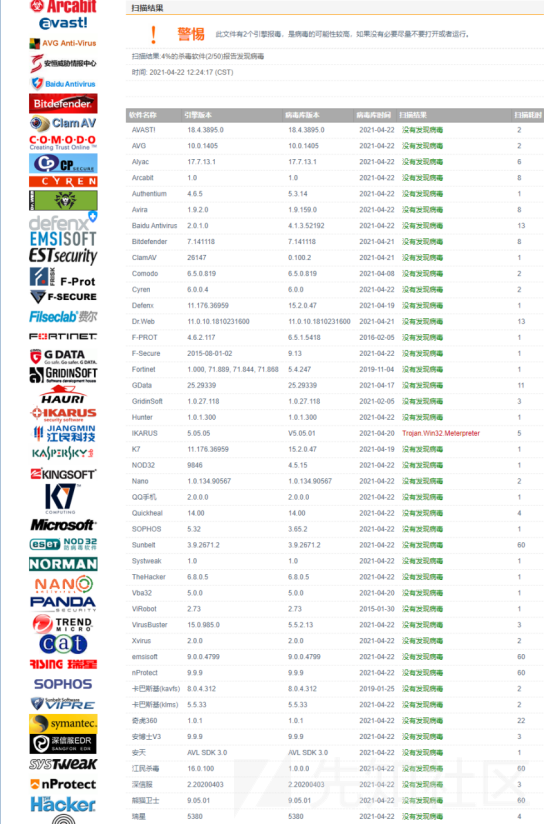 Arcabit
avast!
AVG Anti-Virus
安恒威胁情报中心
Baidu Antivirus
Bitdefender
ClamAV
COMODO
Creating Trust Online™
CP
SECURE
CYREN
defenx
EMSISOFT
ESTsecurity
FRISK F-Prot
F-SECURE
Filseclab 费尔
FORTINET
G DATA
GRIDINSOFT
HAURI
IKARUS
security software
JIANGMIN
江民科技
KASPERSKY
KINGSOFT
K7
COMPUTING
Microsoft
eset NOD32
NORMAN
NANO
ANTIVIRUS
PANDA
SECURITY
TREND
MICRO
cat
RISING 瑞星
SOPHOS
VIPRE
symantec.
深信服EDR
SANGFOR EDR
SYSTWEAK
nProtect
Hacker
扫描结果
警惕 此文件有2个引擎报毒，是病毒的可能性较高，如果没有必要尽量不要打开或者运行。
扫描结果:4%的杀毒软件(2/50)报告发现病毒
时间: 2021-04-22 12:24:17 (CST)
软件名称 引擎版本 病毒库版本 病毒库时间 扫描结果 扫描耗时
AVAST! 18.4.3895.0 18.4.3895.0 2021-04-22 没有发现病毒 2
AVG 10.0.1405 10.0.1405 2021-04-22 没有发现病毒 2
Alyac 17.7.13.1 17.7.13.1 2021-04-22 没有发现病毒 6
Arcabit 1.0 1.0 2021-04-22 没有发现病毒 8
Authentium 4.6.5 5.3.14 2021-04-22 没有发现病毒 1
Avira 1.9.2.0 1.9.159.0 2021-04-22 没有发现病毒 8
Baidu Antivirus 2.0.1.0 4.1.3.52192 2021-04-22 没有发现病毒 13
Bitdefender 7.141118 7.141118 2021-04-21 没有发现病毒 8
ClamAV 26147 0.100.2 2021-04-21 没有发现病毒 1
Comodo 6.5.0.819 6.5.0.819 2021-04-08 没有发现病毒 2
Cyren 6.0.0.4 6.0.0 2021-04-22 没有发现病毒 2
Defenx 11.176.36959 15.2.0.47 2021-04-19 没有发现病毒 1
Dr.Web 11.0.10.1810231600 11.0.10.1810231600 2021-04-21 没有发现病毒 13
F-PROT 4.6.2.117 6.5.1.5418 2016-02-05 没有发现病毒 1
F-Secure 2015-08-01-02 9.13 2021-04-22 没有发现病毒 1
Fortinet 1.000, 71.889, 71.844, 71.868 5.4.247 2019-11-04 没有发现病毒 1
GData 25.29339 25.29339 2021-04-17 没有发现病毒 11
GridinSoft 1.0.27.118 1.0.27.118 2021-02-05 没有发现病毒 3
Hunter 1.0.1.300 1.0.1.300 2021-04-22 没有发现病毒 1
IKARUS 5.05.05 V5.05.01 2021-04-20 Trojan.Win32.Meterpreter 5
K7 11.176.36959 15.2.0.47 2021-04-19 没有发现病毒 1
NOD32 9846 4.5.15 2021-04-22 没有发现病毒 1
Nano 1.0.134.90567 1.0.134.90567 2021-04-22 没有发现病毒 2
QQ手机 2.0.0.0 2.0.0.0 2021-04-22 没有发现病毒 1
Quickheal 14.00 14.00 2021-04-22 没有发现病毒 4
SOPHOS 5.32 3.65.2 2021-04-22 没有发现病毒 1
Sunbelt 3.9.2671.2 3.9.2671.2 2021-04-22 没有发现病毒 60
Systweak 1.0 1.0 2021-04-22 没有发现病毒 1
TheHacker 6.8.0.5 6.8.0.5 2021-04-22 没有发现病毒 1
Vba32 5.0.0 5.0.0 2021-04-20 没有发现病毒 1
ViRobot 2.73 2.73 2015-01-30 没有发现病毒 1
VirusBuster 15.0.985.0 5.5.2.13 2021-04-22 没有发现病毒 3
Xvirus 2.0.0 2.0.0 2021-04-22 没有发现病毒 2
emsisoft 9.0.0.4799 9.0.0.4799 2021-04-22 没有发现病毒 60
nProtect 9.9.9 9.9.9 2021-04-22 没有发现病毒 60
卡巴斯基(kavfs) 8.0.4.312 8.0.4.312 2019-01-25 没有发现病毒 2
卡巴斯基(klms) 5.5.33 5.5.33 2021-04-22 没有发现病毒 2
奇虎360 1.0.1 1.0.1 2021-04-22 没有发现病毒 22
安博士V3 9.9.9 9.9.9 2021-04-22 没有发现病毒 3
安天 AVL SDK 3.0 AVL SDK 3.0 2021-04-22 没有发现病毒 1
江民杀毒 16.0.100 1.0.0.0 2021-04-22 没有发现病毒 60
深信服 2.20200403 2.20200403 2021-04-22 没有发现病毒 3
熊猫卫士 9.05.01 9.05.01 2021-04-22 没有发现病毒 60
瑞星 5380 5380 2021-04-22 没有发现病毒 4
先知社区